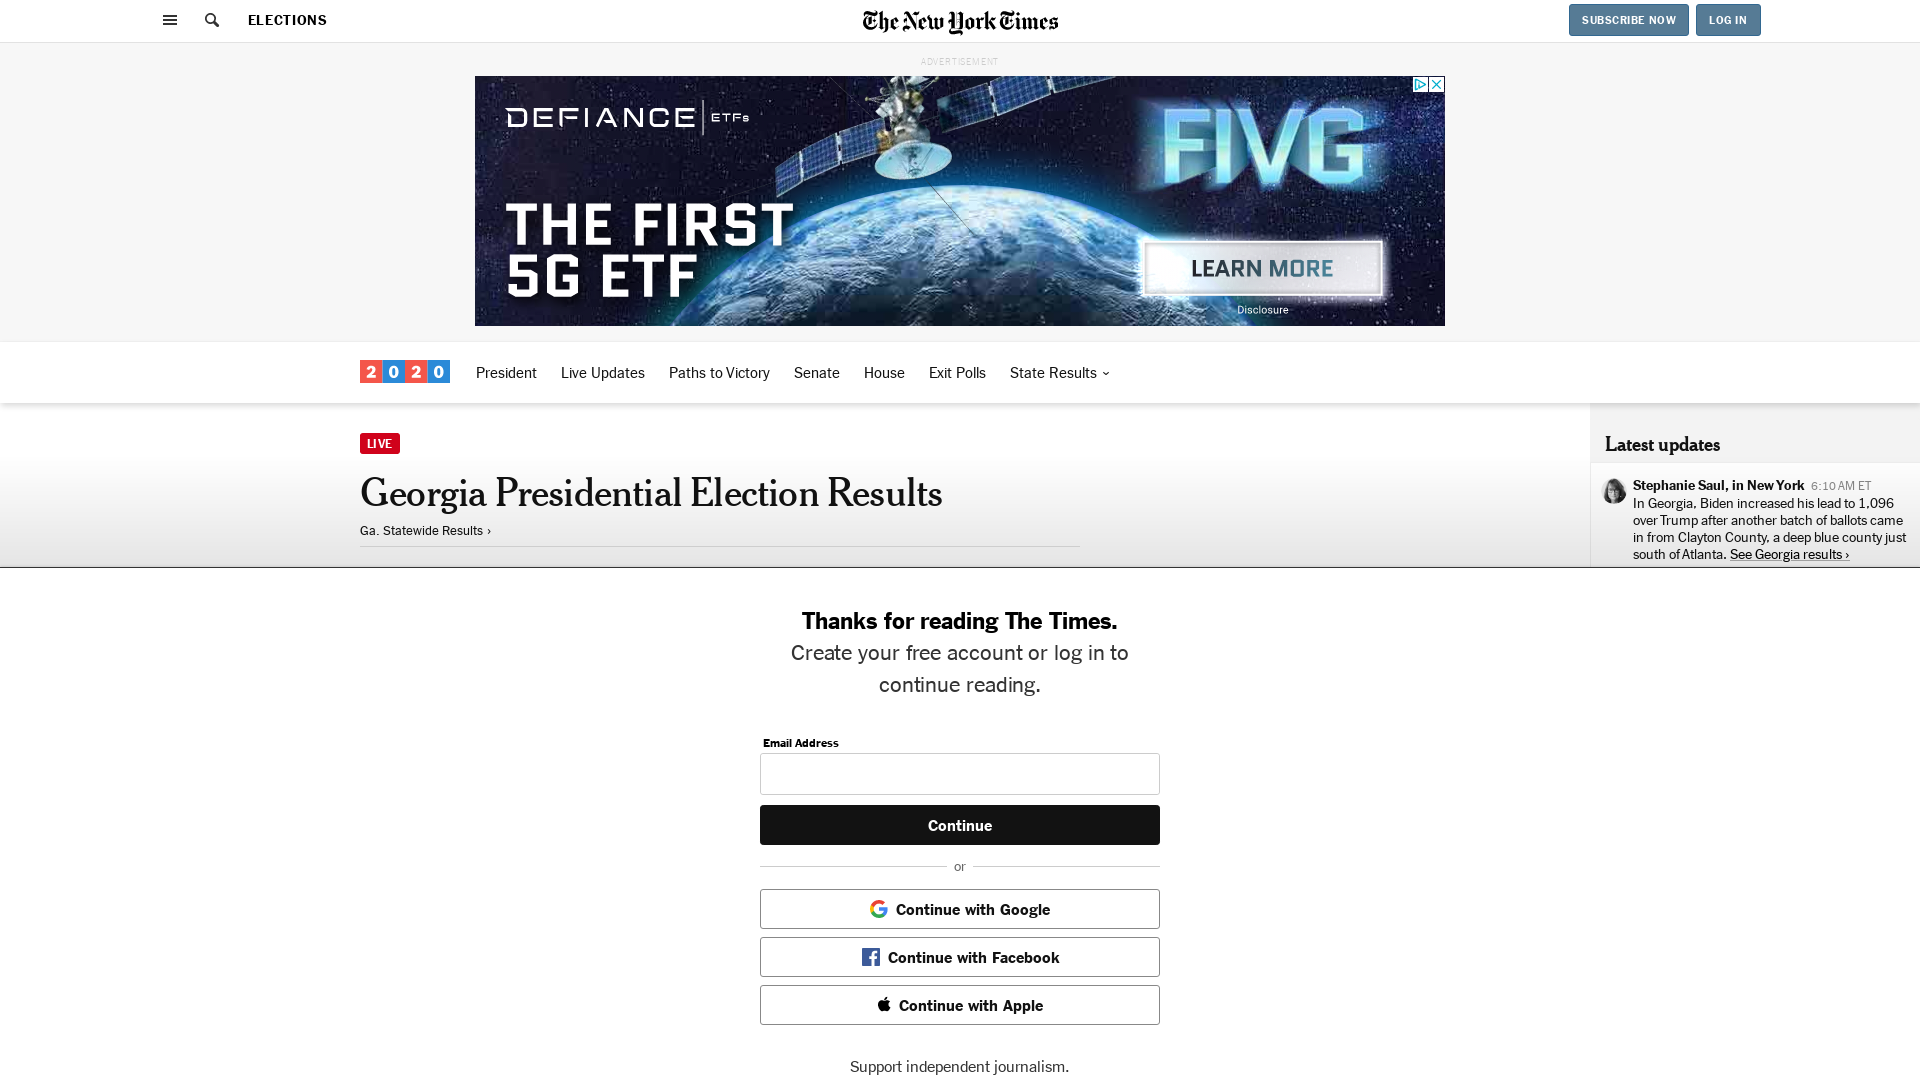 ELECTIONS
The New York Times
SUBSCRIBE NOW
LOG IN
ADVERTISEMENT
DEFIANCE | ETFs
FIVG
THE FIRST
5G ETF
LEARN MORE
Disclosure
2020
President
Live Updates
Paths to Victory
Senate
House
Exit Polls
State Results
LIVE
Georgia Presidential Election Results
Ga. Statewide Results ›
Latest updates
Stephanie Saul, in New York 6:10 AM ET
In Georgia, Biden increased his lead to 1,096
over Trump after another batch of ballots came
in from Clayton County, a deep blue county just
south of Atlanta. See Georgia results ›
Thanks for reading The Times.
Create your free account or log in to
continue reading.
Email Address
Continue
or
Continue with Google
Continue with Facebook
Continue with Apple
Support independent journalism.